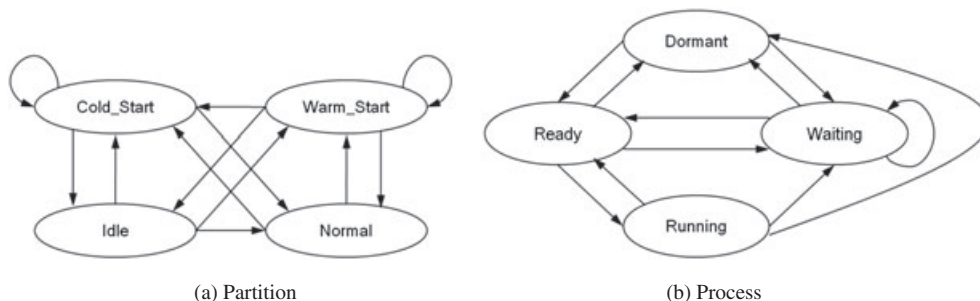 Dormant
Cold_Start
Warm_Start
Ready
Waiting
Idle
Normal
Running
(a) Partition
(b) Process